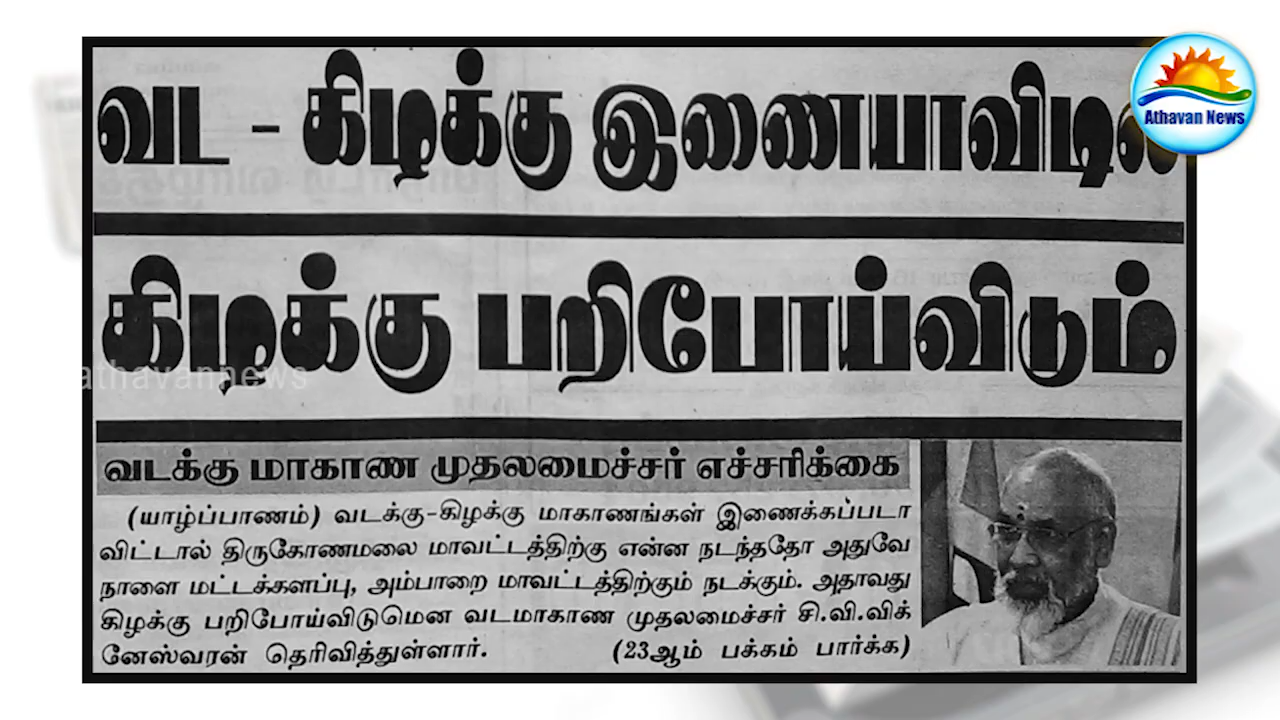 வட - கிழக்கு இணையாவிடில்
Athavan News
கிழக்கு பறிபோய்விடும்
athavannews
வடக்கு மாகாண முதலமைச்சர் எச்சரிக்கை
(யாழ்ப்பாணம்) வடக்கு-கிழக்கு மாகாணங்கள் இணைக்கப்படா
விட்டால் திருகோணமலை மாவட்டத்திற்கு என்ன நடந்ததோ அதுவே
நாளை மட்டக்களப்பு, அம்பாறை மாவட்டத்திற்கும் நடக்கும். அதாவது
கிழக்கு பறிபோய்விடுமென வடமாகாண முதலமைச்சர் சி.வி.விக்
னேஸ்வரன் தெரிவித்துள்ளார். (23ஆம் பக்கம் பார்க்க)